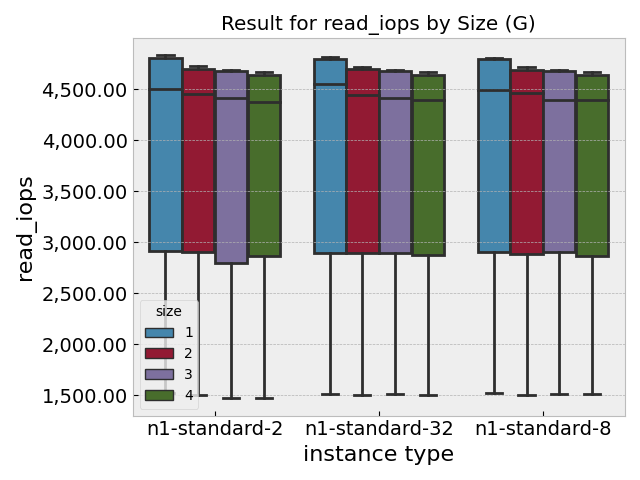 Result for read_iops by Size (G)
read_iops
4,500.00
4,000.00
3,500.00
3,000.00
2,500.00
2,000.00
1,500.00
size
1
2
3
4
n1-standard-2
n1-standard-32
n1-standard-8
instance type